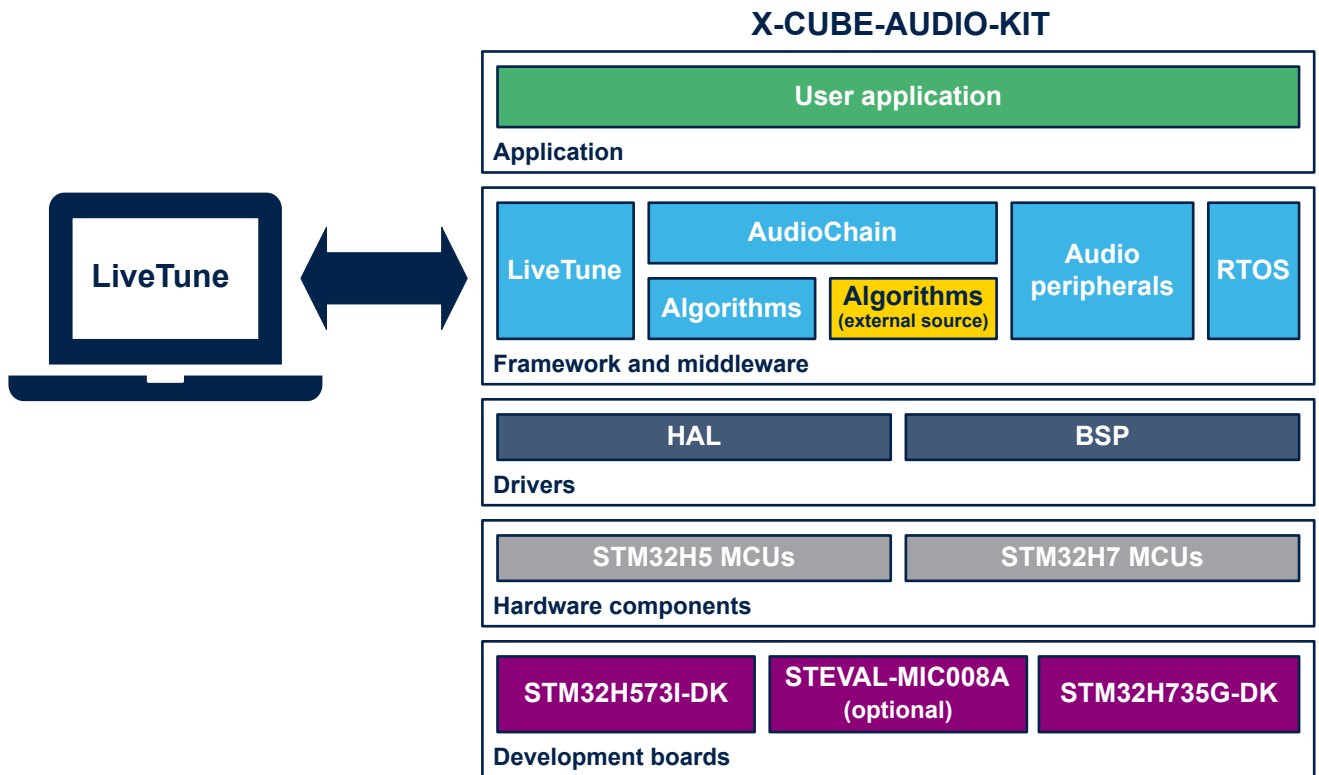 X-CUBE-AUDIO-KIT
User application
Application
LiveTune
LiveTune
AudioChain
Algorithms
Algorithms
(external source)
Audio
peripherals
RTOS
Framework and middleware
HAL
BSP
Drivers
STM32H5 MCUs
STM32H7 MCUs
Hardware components
STM32H573I-DK
STEVAL-MIC008A
(optional)
STM32H735G-DK
Development boards